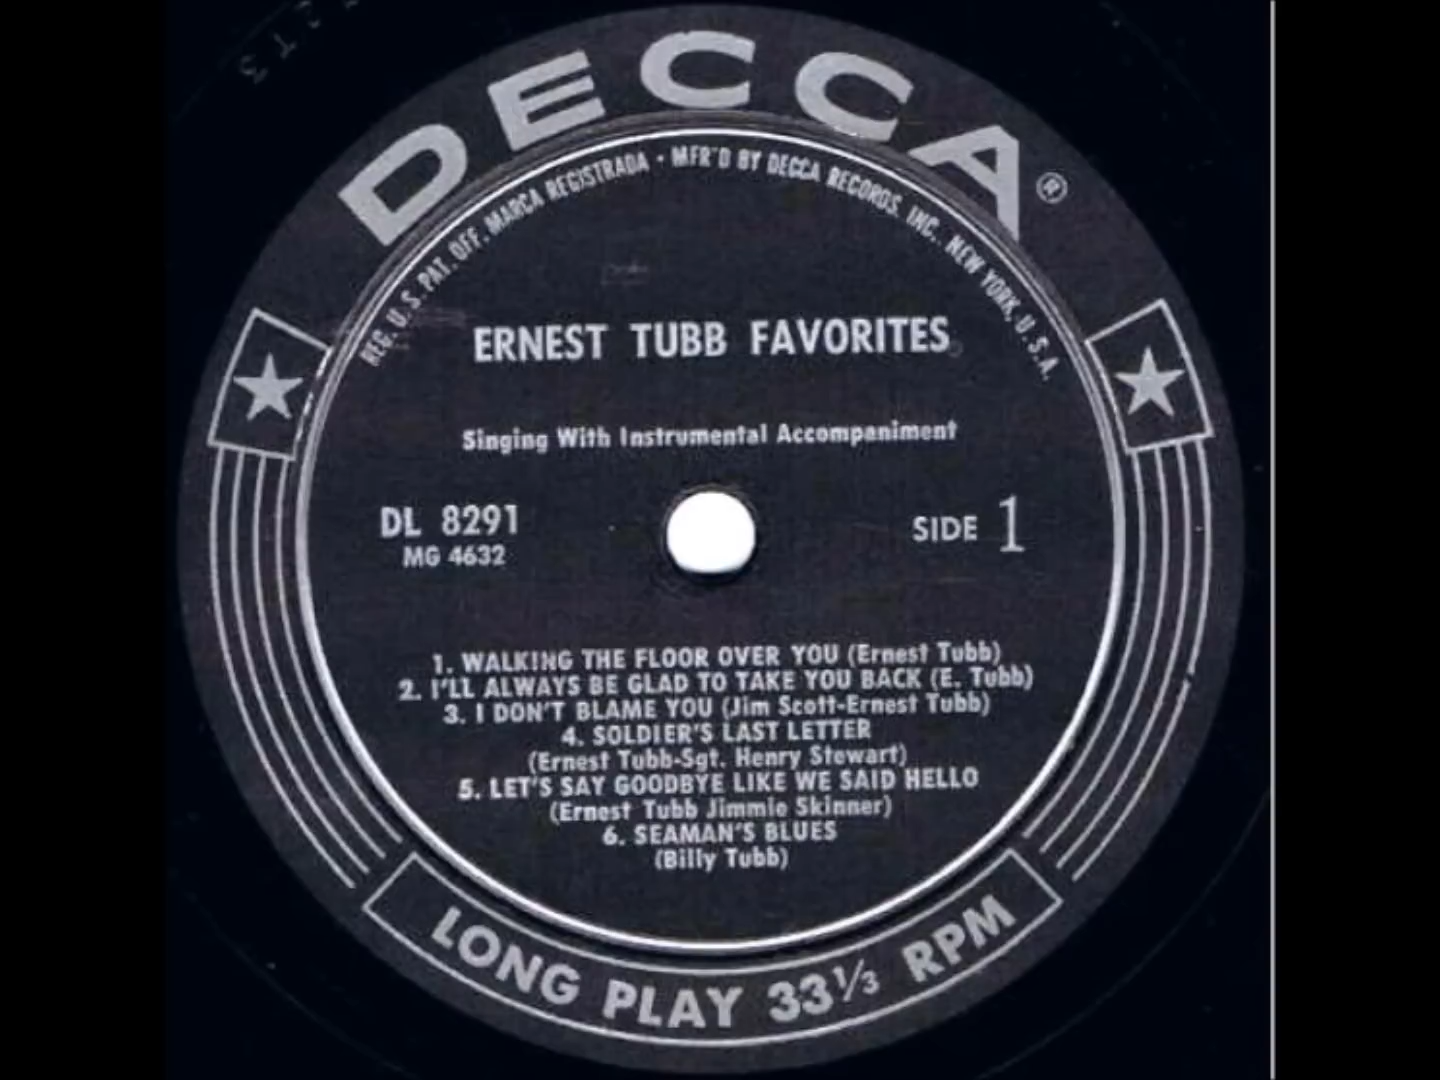 DECCA®
REG. U.S. PAT. OFF. MARCA REGISTRADA • MFR'D BY DECCA RECORDS, INC., NEW YORK, U.S.A.
ERNEST TUBB FAVORITES
Singing With Instrumental Accompaniment
DL 8291
MG 4632
SIDE 1
1. WALKING THE FLOOR OVER YOU (Ernest Tubb)
2. I'LL ALWAYS BE GLAD TO TAKE YOU BACK (E. Tubb)
3. I DON'T BLAME YOU (Jim Scott-Ernest Tubb)
4. SOLDIER'S LAST LETTER
(Ernest Tubb-Sgt. Henry Stewart)
5. LET'S SAY GOODBYE LIKE WE SAID HELLO
(Ernest Tubb Jimmie Skinner)
6. SEAMAN'S BLUES
(Billy Tubb)
LONG PLAY 33⅓ RPM